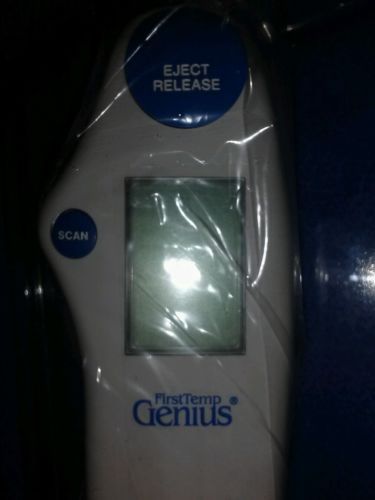 EJECT
RELEASE
SCAN
FirstTemp
Genius®